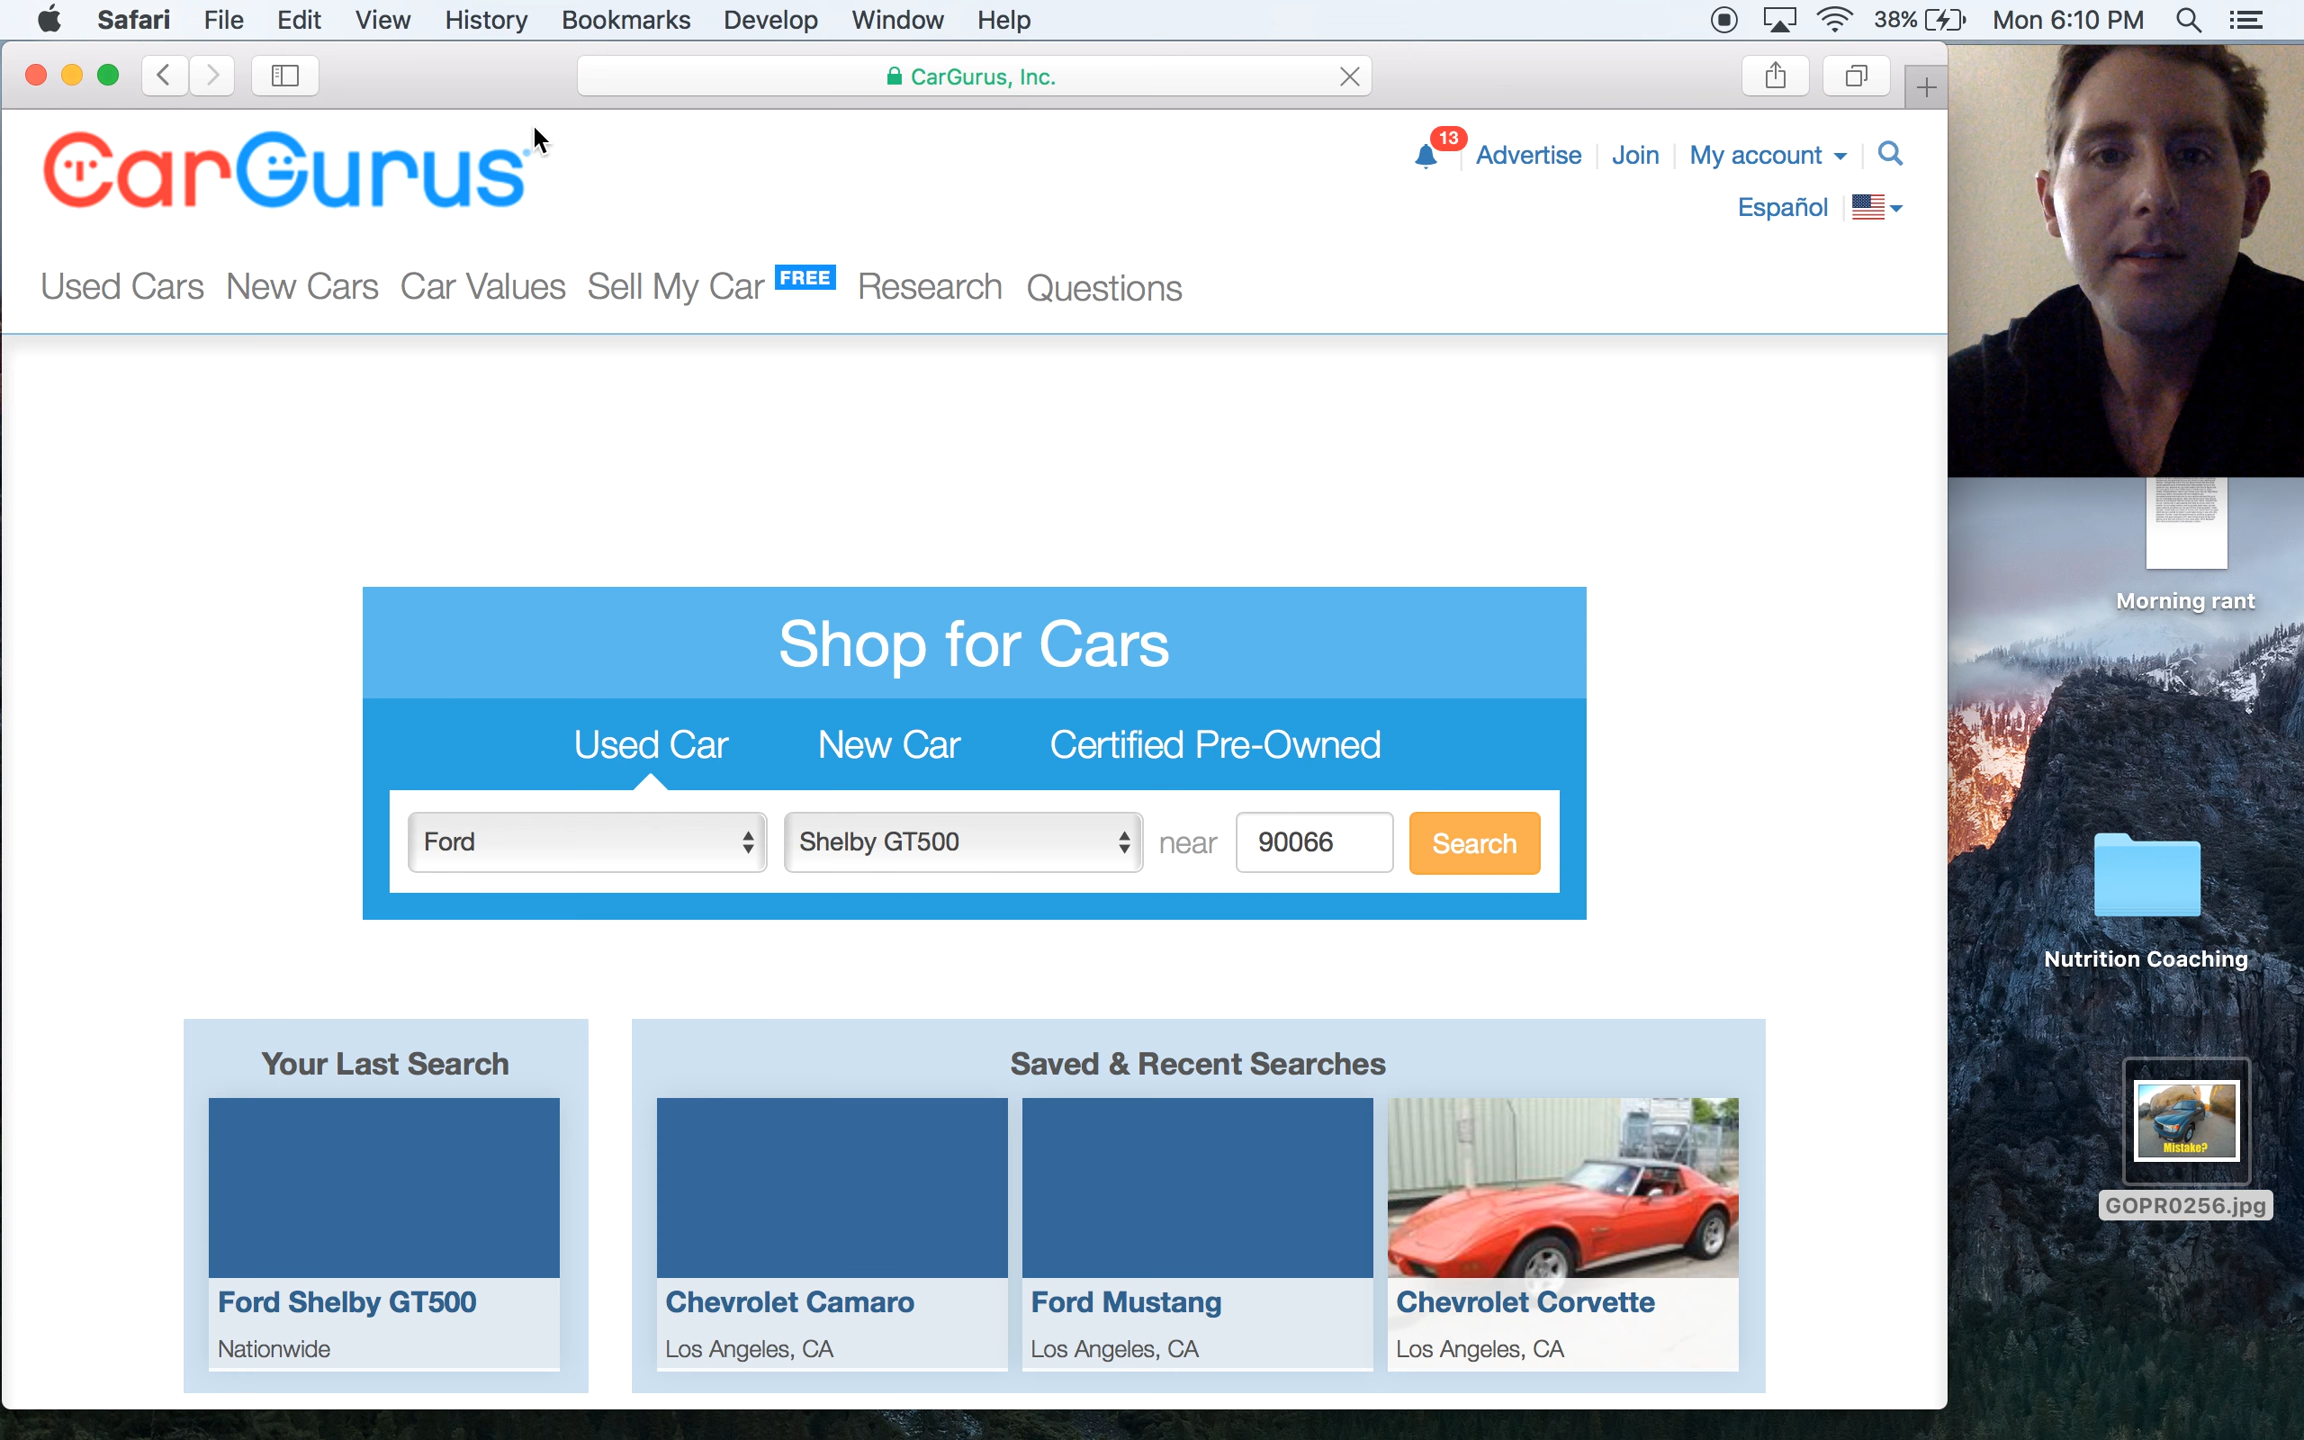 Safari File Edit View History Bookmarks Develop Window Help 38% Mon 6:10 PM
CarGurus, Inc.
CarGurus
13 Advertise Join My account
Español
Used Cars New Cars Car Values Sell My Car FREE Research Questions
Shop for Cars
Used Car New Car Certified Pre-Owned
Ford Shelby GT500 near 90066 Search
Your Last Search
Ford Shelby GT500
Nationwide
Saved & Recent Searches
Chevrolet Camaro
Los Angeles, CA
Ford Mustang
Los Angeles, CA
Chevrolet Corvette
Los Angeles, CA
Morning rant
Nutrition Coaching
Mistake?
GOPR0256.jpg